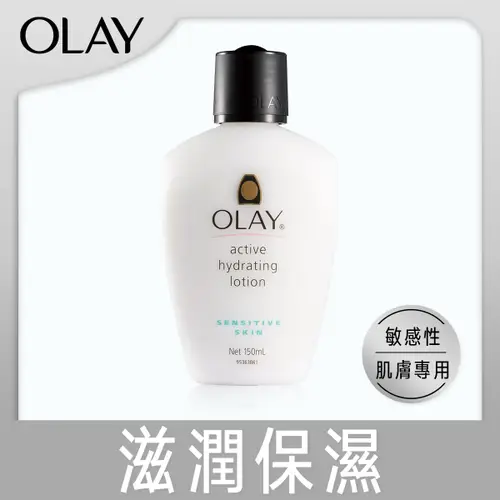 OLAY
OLAY
OLAY®
active
hydrating
lotion
SENSITIVE
SKIN
Net 150mL
敏感性
肌膚專用
滋潤保濕